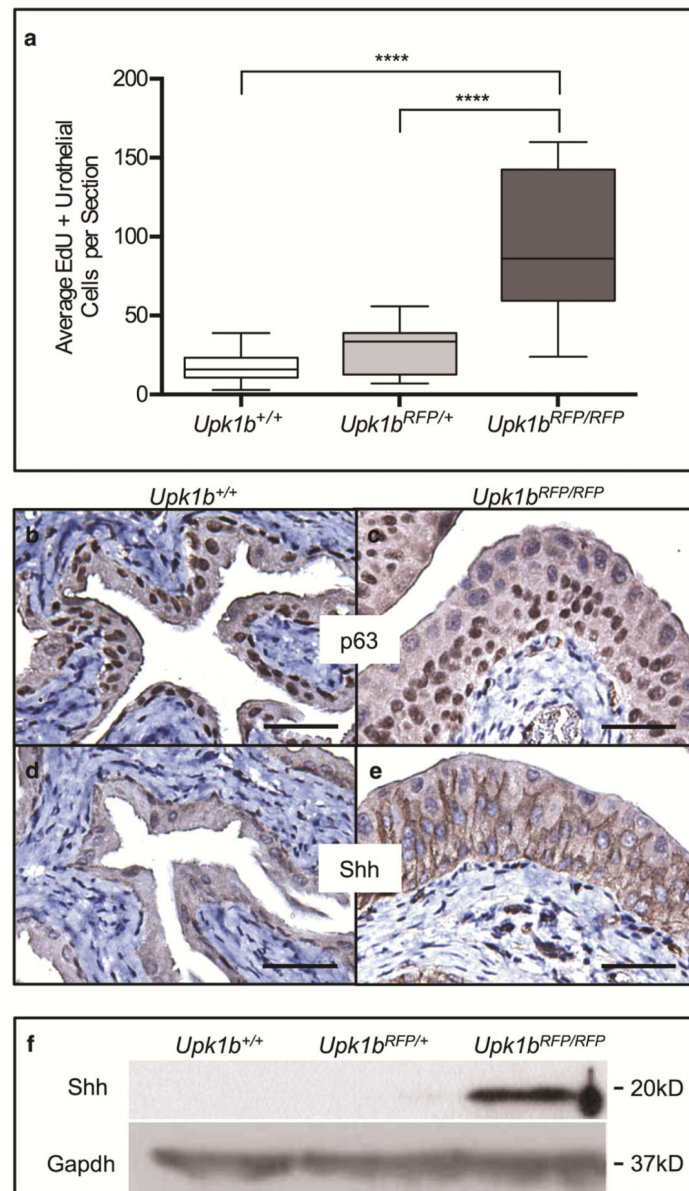 a
****
****
200
150
100
50
0
Average EdU + Urothelial
Cells per Section
Upk1b+/+
Upk1bRFP/+
Upk1bRFP/RFP
Upk1b+/+
Upk1bRFP/RFP
b
c
p63
d
e
Shh
f
Upk1b+/+
Upk1bRFP/+
Upk1bRFP/RFP
Shh
- 20kD
Gapdh
- 37kD